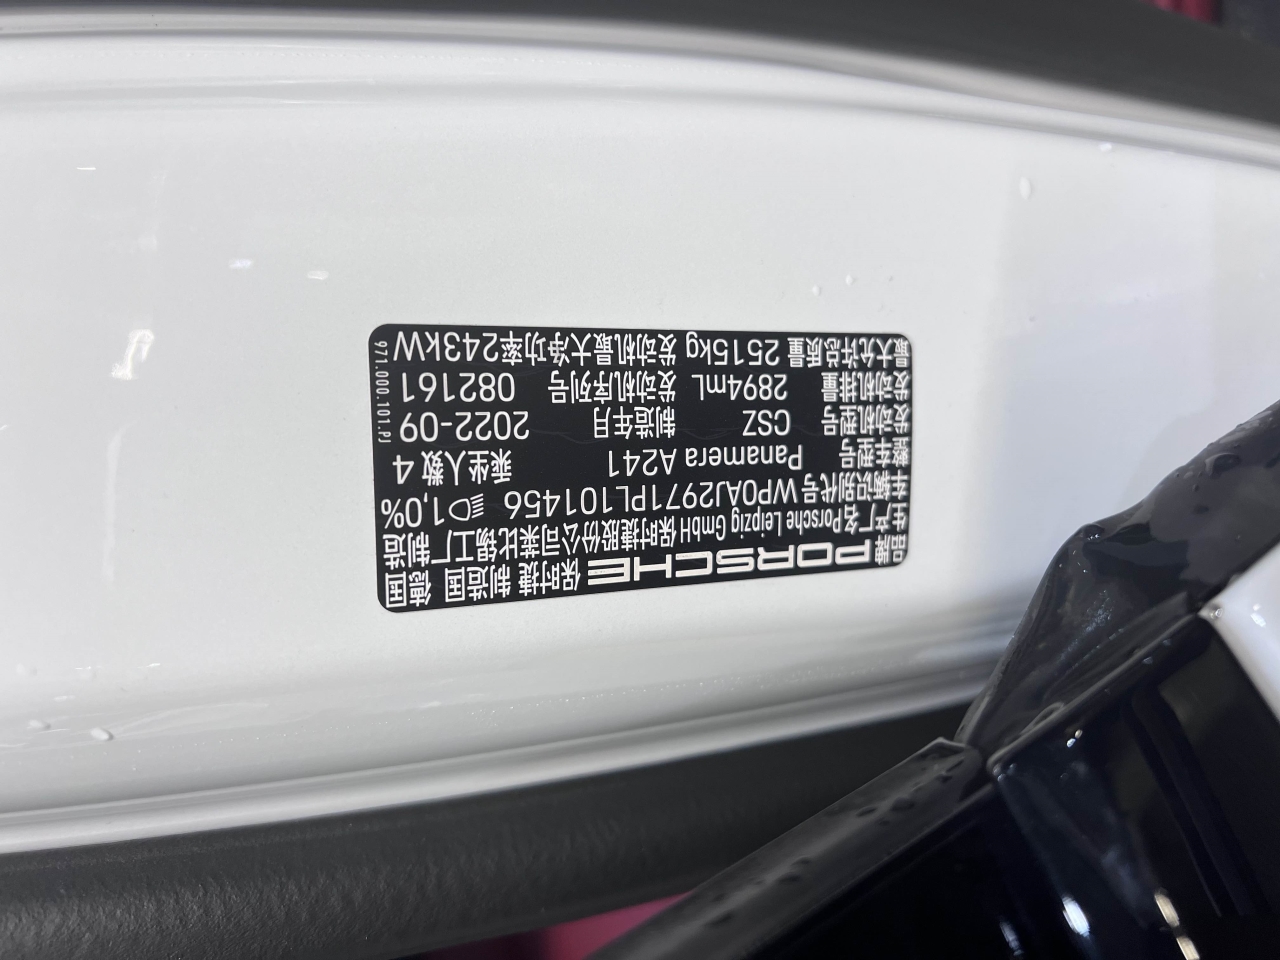 品牌 PORSCHE 保时捷 制造国 德国
生产厂名 Porsche Leipzig GmbH 保时捷股份公司莱比锡工厂 制造
车辆识别代号 WP0AJ2971PL101456 1,0%
整车型号 Panamera A241 乘坐人数 4
发动机型号 CSZ 制造年月 2022-09
发动机排量 2894mL 发动机序列号 082161
最大允许总质量 2515kg 发动机最大净功率 243kW
971.000.101.PJ